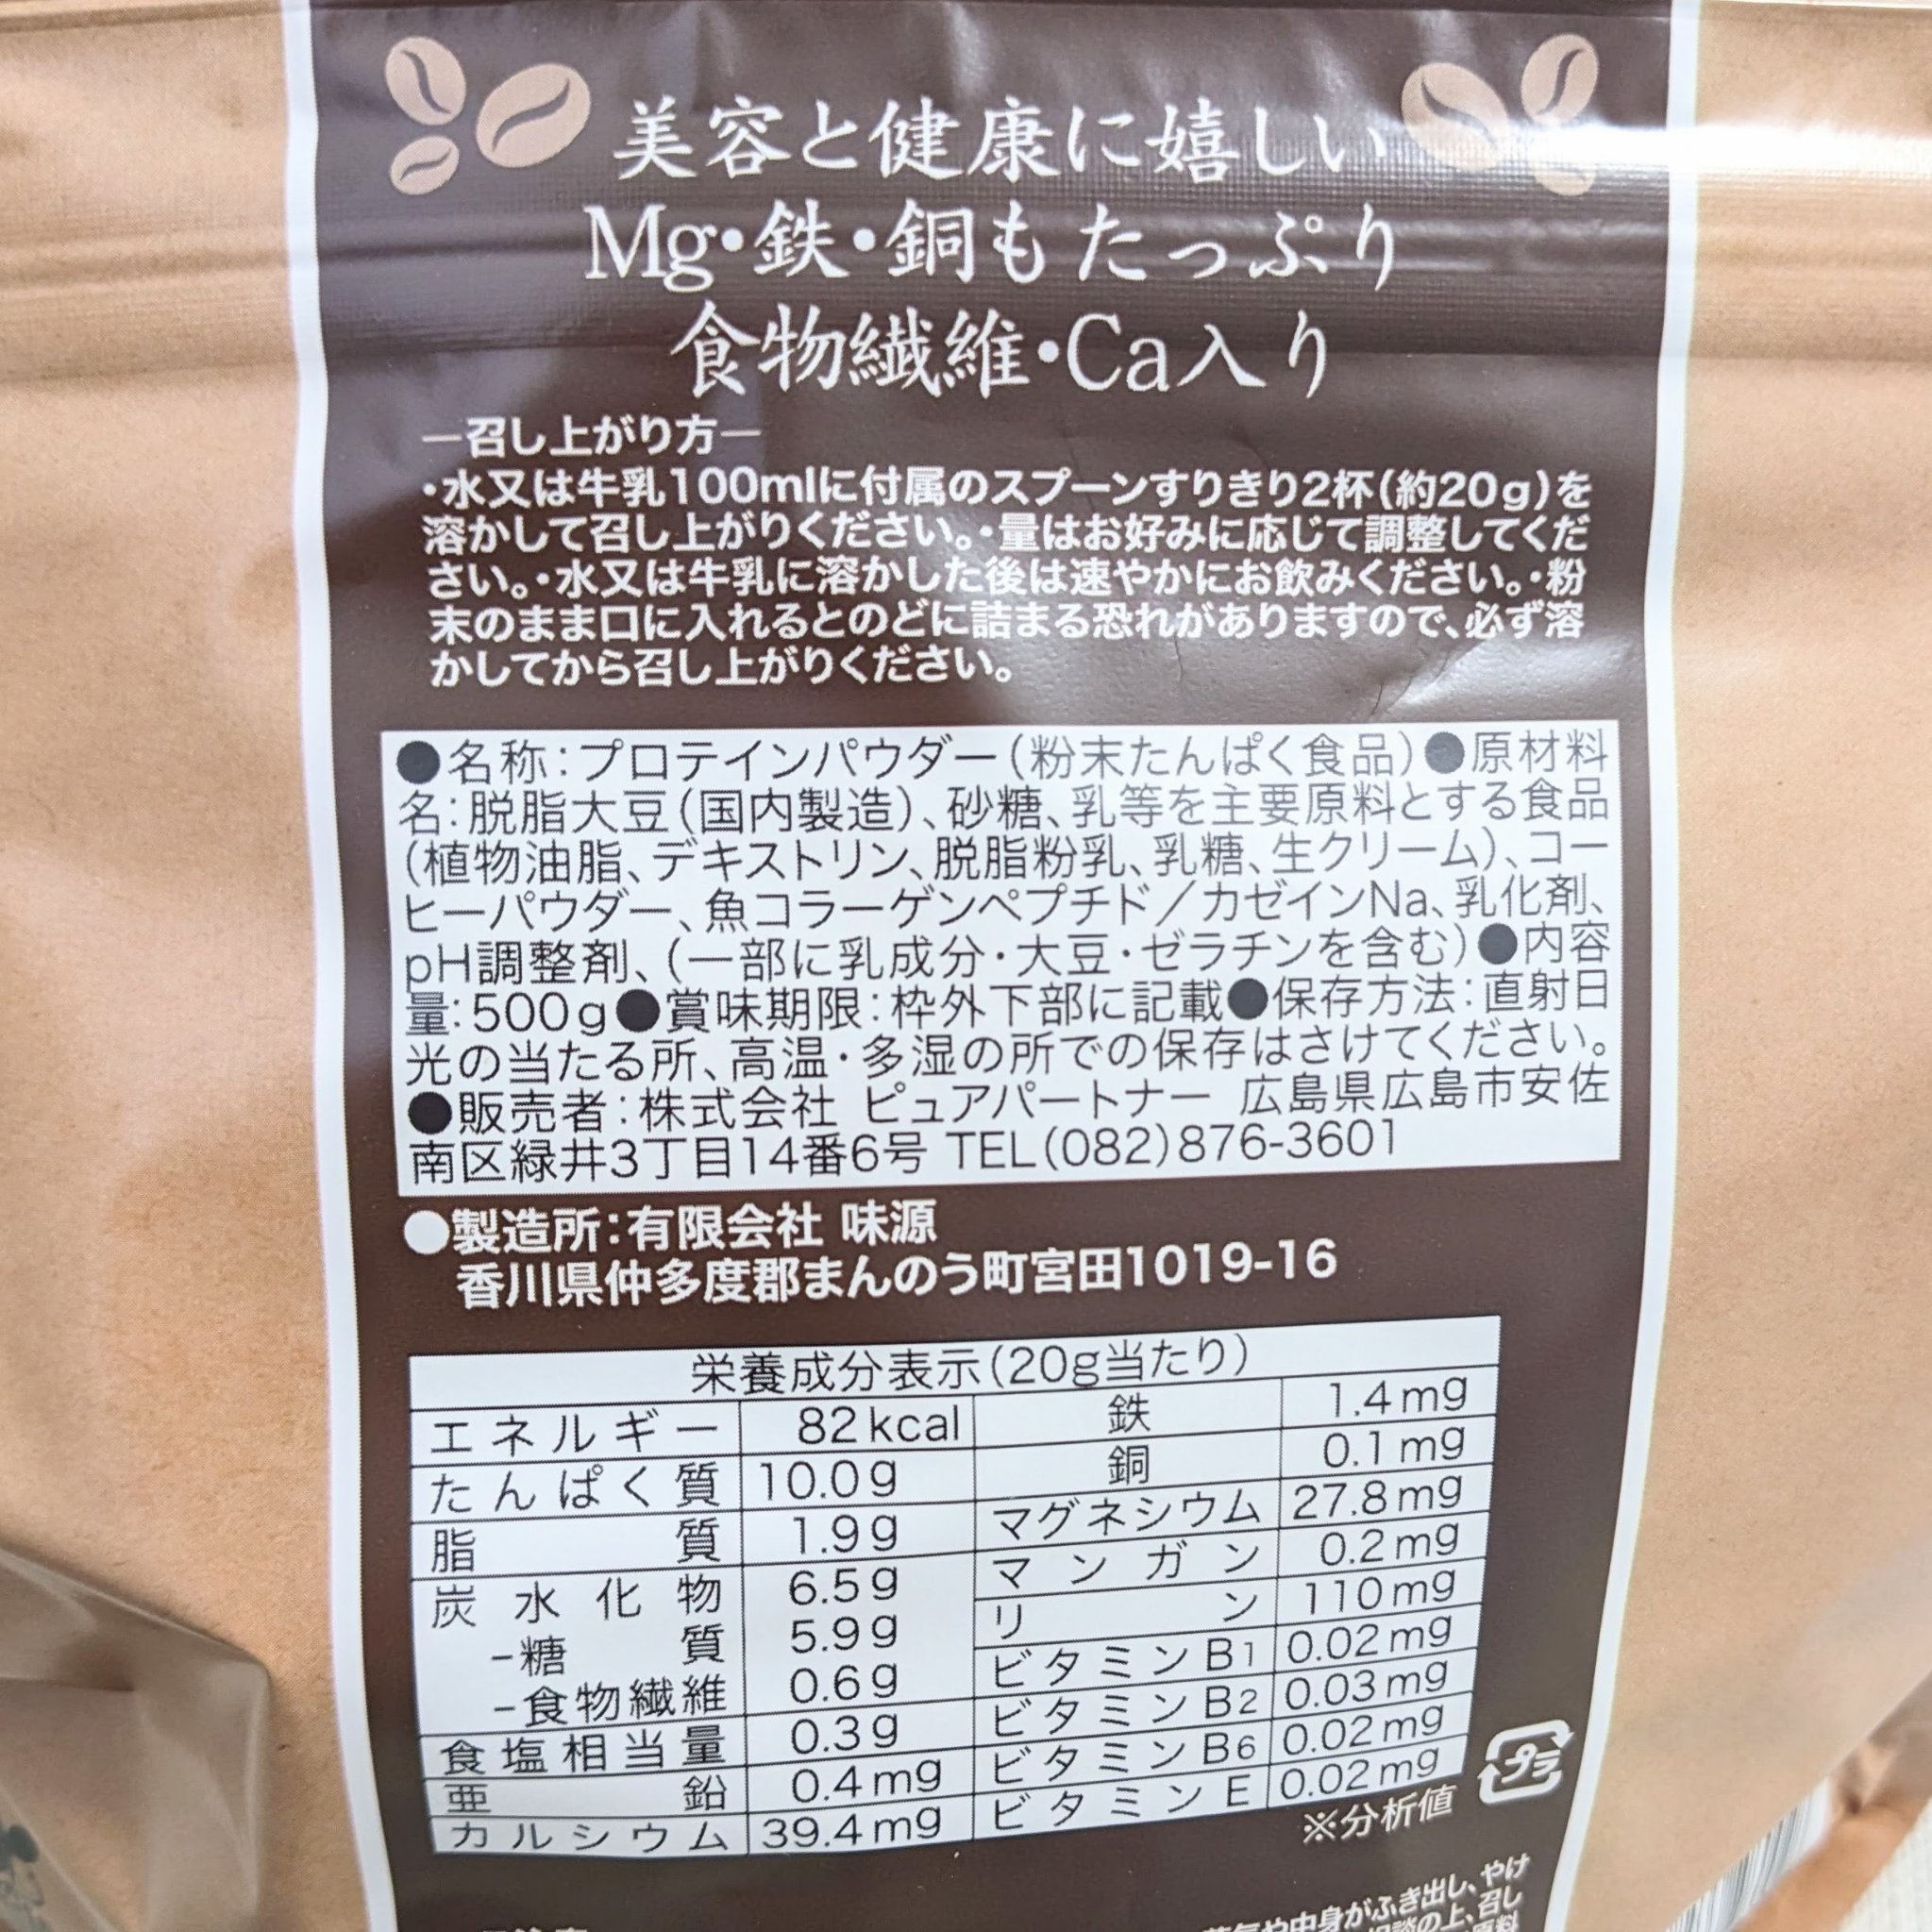 美容と健康に嬉しい
Mg・鉄・銅もたっぷり
食物繊維・Ca入り
―召し上がり方―
・水又は牛乳100mlに付属のスプーンすりきり2杯(約20g)を
溶かして召し上がりください。・量はお好みに応じて調整してくだ
さい。・水又は牛乳に溶かした後は速やかにお飲みください。・粉
末のまま口に入れるとのどに詰まる恐れがありますので、必ず溶
かしてから召し上がりください。
●名称:プロテインパウダー(粉末たんぱく食品)●原材料
名:脱脂大豆(国内製造)、砂糖、乳等を主要原料とする食品
(植物油脂、デキストリン、脱脂粉乳、乳糖、生クリーム)、コー
ヒーパウダー、魚コラーゲンペプチド/カゼインNa、乳化剤、
pH調整剤、(一部に乳成分・大豆・ゼラチンを含む)●内容
量:500g●賞味期限:枠外下部に記載●保存方法:直射日
光の当たる所、高温・多湿の所での保存はさけてください。
●販売者:株式会社 ピュアパートナー 広島県広島市安佐
南区緑井3丁目14番6号 TEL(082)876-3601
●製造所:有限会社 味源
香川県仲多度郡まんのう町宮田1019-16
栄養成分表示(20g当たり)
エネルギー 82kcal
たんぱく質 10.0g
脂質 1.9g
炭水化物 6.5g
-糖質 5.9g
-食物繊維 0.6g
食塩相当量 0.3g
亜鉛 0.4mg
カルシウム 39.4mg
鉄 1.4mg
銅 0.1mg
マグネシウム 27.8mg
マンガン 0.2mg
リン 110mg
ビタミンB1 0.02mg
ビタミンB2 0.03mg
ビタミンB6 0.02mg
ビタミンE 0.02mg
※分析値
プラ
や中身がふき出し、やけ
の上、召し